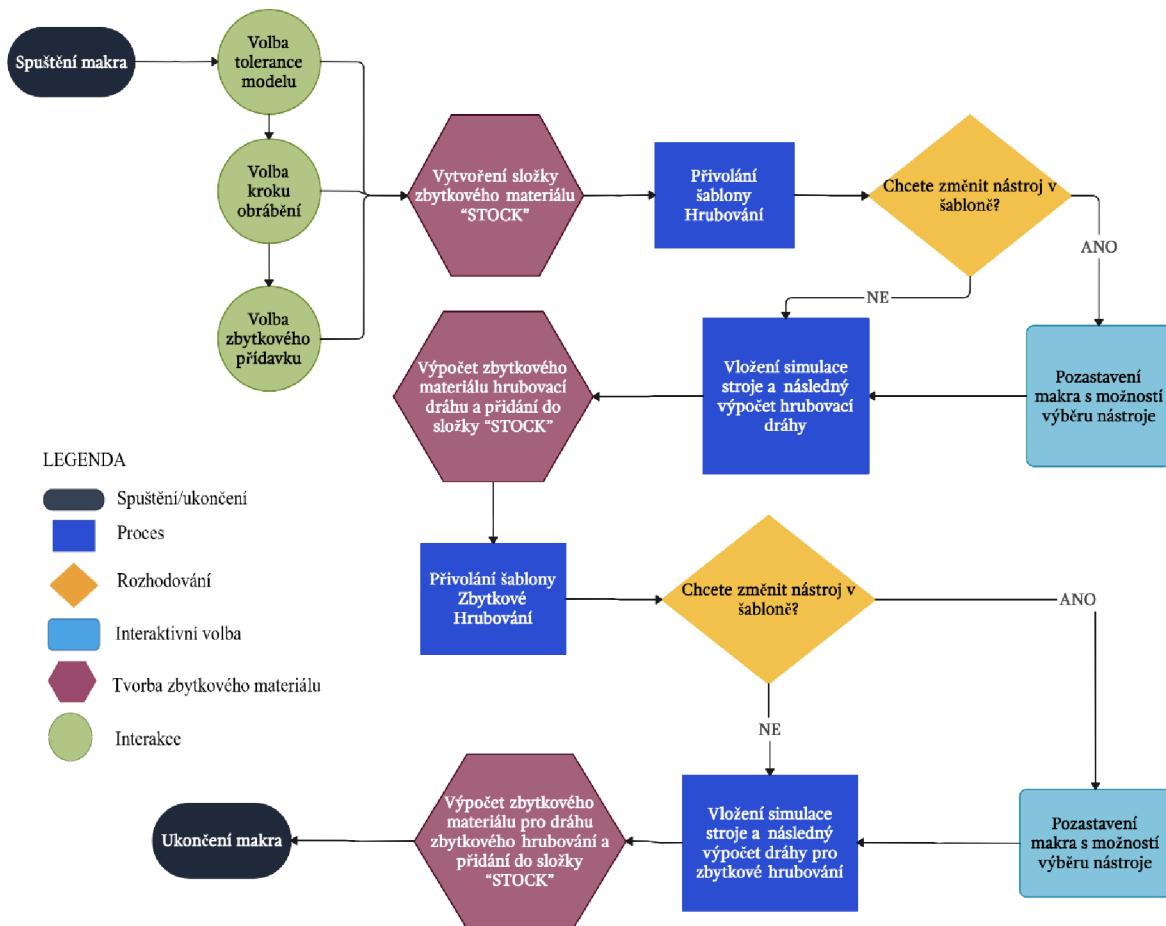 Spuštění makra
Volba
tolerance
modelu
Volba
kroku
obrábění
Volba
zbytkového
přídavku
Vytvoření složky
zbytkového materiálu
“STOCK”
Přivolání
šablony
Hrubování
Chcete změnit nástroj v
šabloně?
ANO
NE
Pozastavení
makra s možností
výběru nástroje
Vložení simulace
stroje a následný
výpočet hrubovací
dráhy
Výpočet zbytkového
materiálu hrubovací
dráhu a přidání do
složky “STOCK”
Přivolání šablony
Zbytkové
Hrubování
Chcete změnit nástroj v
šabloně?
ANO
NE
Pozastavení
makra s možností
výběru nástroje
Vložení simulace
stroje a následný
výpočet dráhy pro
zbytkové hrubování
Výpočet zbytkového
materiálu pro dráhu
zbytkového hrubování a
přidání do složky
“STOCK”
Ukončení makra
LEGENDA
Spuštění/ukončení
Proces
Rozhodování
Interaktivní volba
Tvorba zbytkového materiálu
Interakce